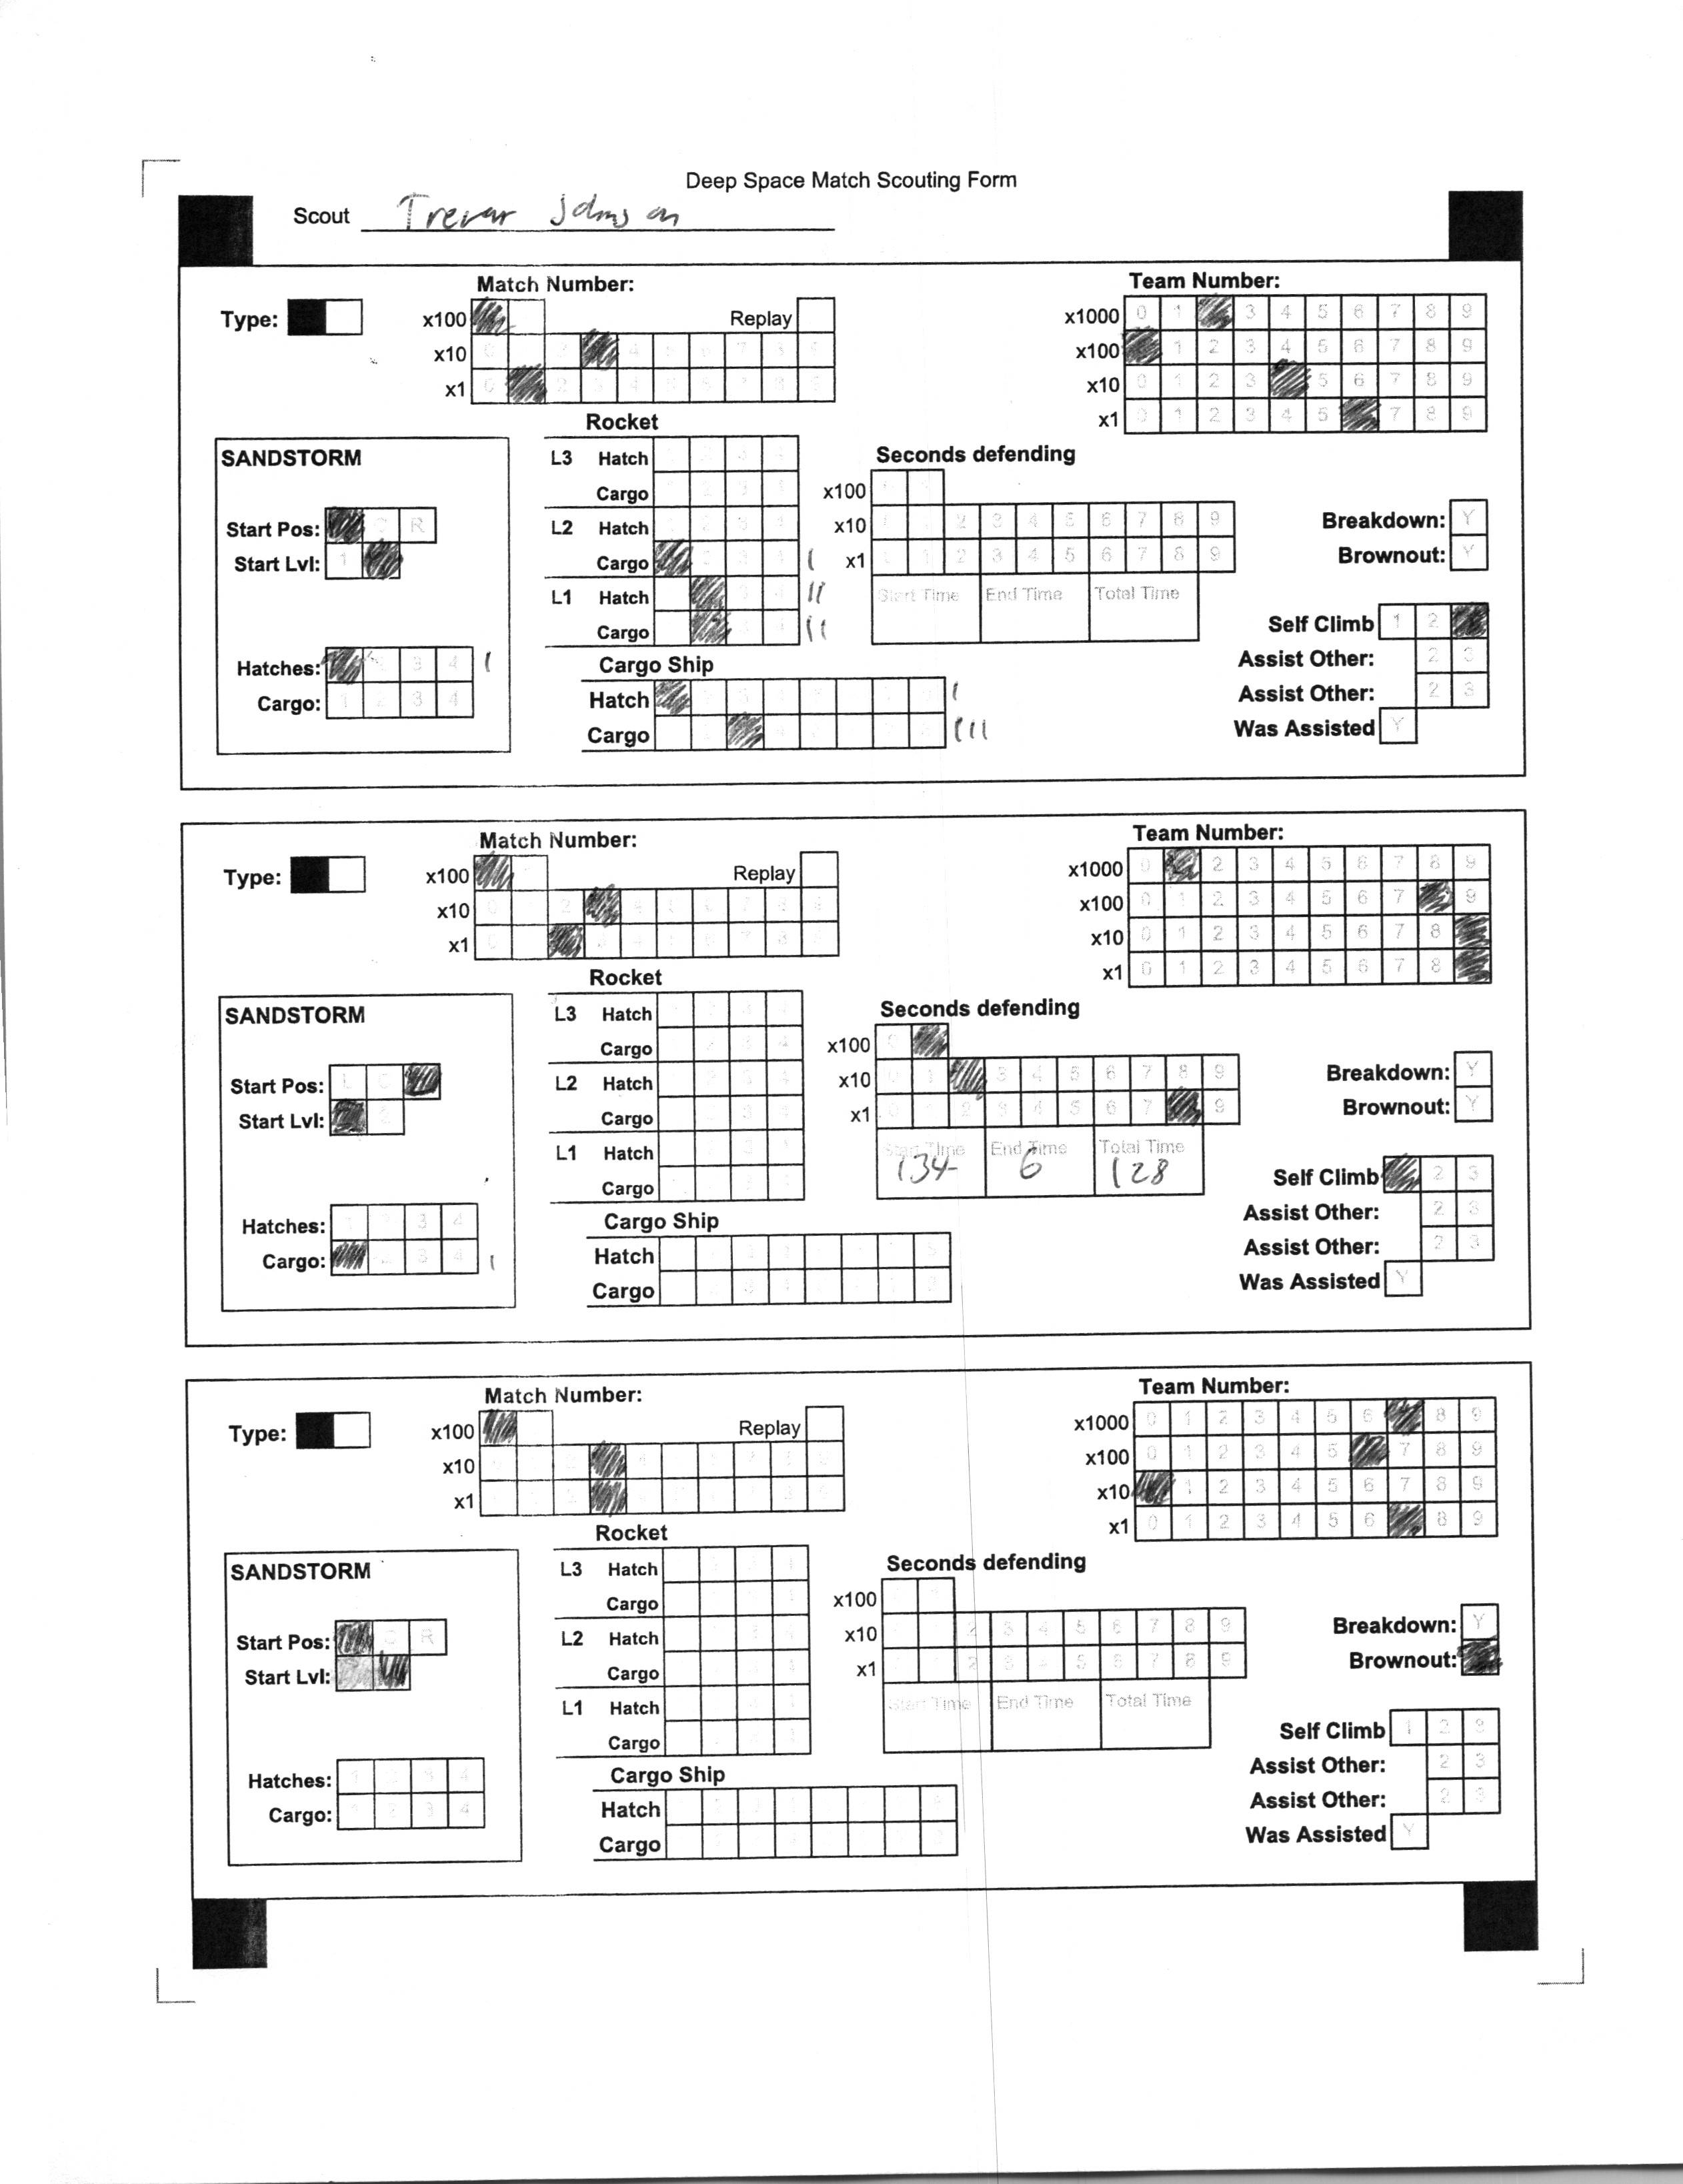 Deep Space Match Scouting Form
Scout Trevor Johnson
Match Number: Team Number:
Type: x100 Replay x1000 0 1 3 4 5 6 7 8 9
x10 0 4 5 6 7 8 x100 1 2 3 4 5 6 7 8 9
x1 0 2 3 4 5 6 7 8 x10 0 1 2 3 5 6 7 8 9
x1 0 1 2 3 4 5 7 8 9
Rocket
SANDSTORM L3 Hatch Seconds defending
Cargo 2 3 x100
Start Pos: R L2 Hatch x10 2 3 4 5 6 7 8 9 Breakdown: Y
Start Lvl: 1 Cargo x1 1 2 3 4 5 6 7 8 9 Brownout: Y
L1 Hatch Start Time End Time Total Time
Cargo Self Climb 1 2
Hatches: 3 4 Cargo Ship Assist Other: 2 3
Cargo: 1 2 3 4 Hatch Assist Other: 2 3
Cargo Was Assisted Y
Match Number: Team Number:
Type: x100 Replay x1000 0 2 3 4 5 6 7 8 9
x10 0 1 2 x100 0 1 2 3 4 5 6 7 9
x1 0 3 4 5 6 7 8 x10 0 1 2 3 4 5 6 7 8
x1 0 1 2 3 4 5 6 7 8
Rocket
SANDSTORM L3 Hatch Seconds defending
Cargo x100 0
Start Pos: L C L2 Hatch x10 0 1 3 4 5 6 7 8 9 Breakdown: Y
Start Lvl: 2 Cargo x1 0 1 2 3 4 5 6 7 9 Brownout: Y
L1 Hatch Start Time End Time Total Time
134 6 128
Cargo Self Climb 2 3
Hatches: 1 2 3 4 Cargo Ship Assist Other: 2 3
Cargo: 2 3 4 Hatch Assist Other: 2 3
Cargo Was Assisted Y
Match Number: Team Number:
Type: x100 Replay x1000 0 1 2 3 4 5 6 8 9
x10 x100 0 1 2 3 4 5 7 8 9
x1 x10 1 2 3 4 5 6 7 8 9
x1 0 1 2 3 4 5 6 8 9
Rocket
SANDSTORM L3 Hatch Seconds defending
Cargo x100
Start Pos: C R L2 Hatch x10 2 3 4 5 6 7 8 9 Breakdown: Y
Start Lvl: Cargo x1 2 3 4 5 6 7 8 9 Brownout:
L1 Hatch Start Time End Time Total Time
Cargo Self Climb 1 2 3
Hatches: 1 2 3 4 Cargo Ship Assist Other: 2 3
Cargo: 1 2 3 4 Hatch Assist Other: 2 3
Cargo Was Assisted Y